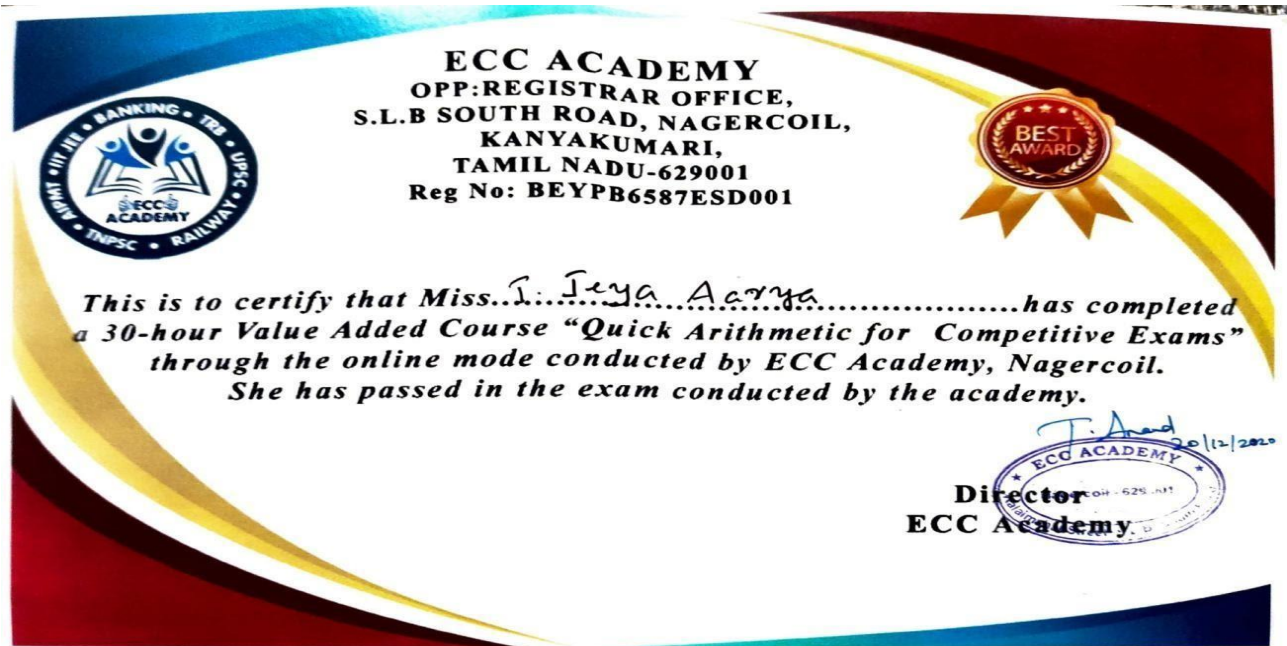 ECC ACADEMY
OPP:REGISTRAR OFFICE,
S.L.B SOUTH ROAD, NAGERCOIL,
KANYAKUMARI,
TAMIL NADU-629001
Reg No: BEYPB6587ESD001
AIPMT • IIT JEE • BANKING • TRB • UPSC • RAILWAY • TNPSC •
ECC
ACADEMY
BEST
AWARD
This is to certify that Miss..J. Jeya Aarya........................has completed
a 30-hour Value Added Course “Quick Arithmetic for Competitive Exams”
through the online mode conducted by ECC Academy, Nagercoil.
She has passed in the exam conducted by the academy.
T. Anand
20/12/2020
ECC ACADEMY
Director
ECC Academy